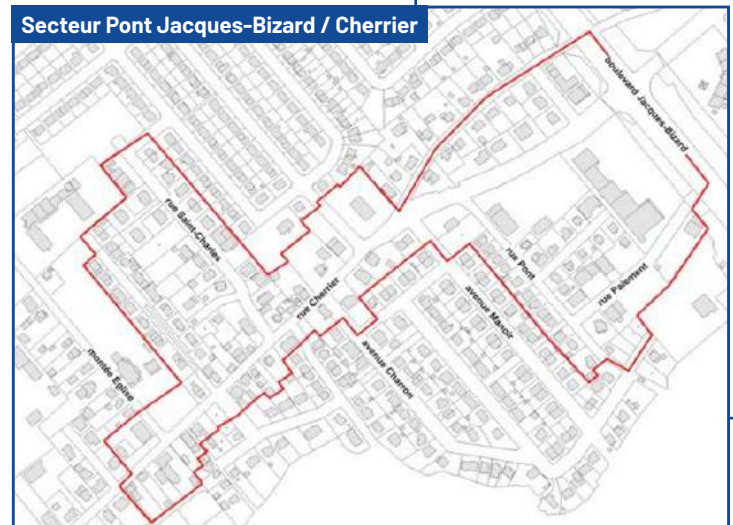 Secteur Pont Jacques-Bizard / Cherrier
boulevard Jacques-Bizard
rue Saint-Charles
rue Pont
rue Cherrier
rue Paiement
avenue Manoir
avenue Charron
montée Église